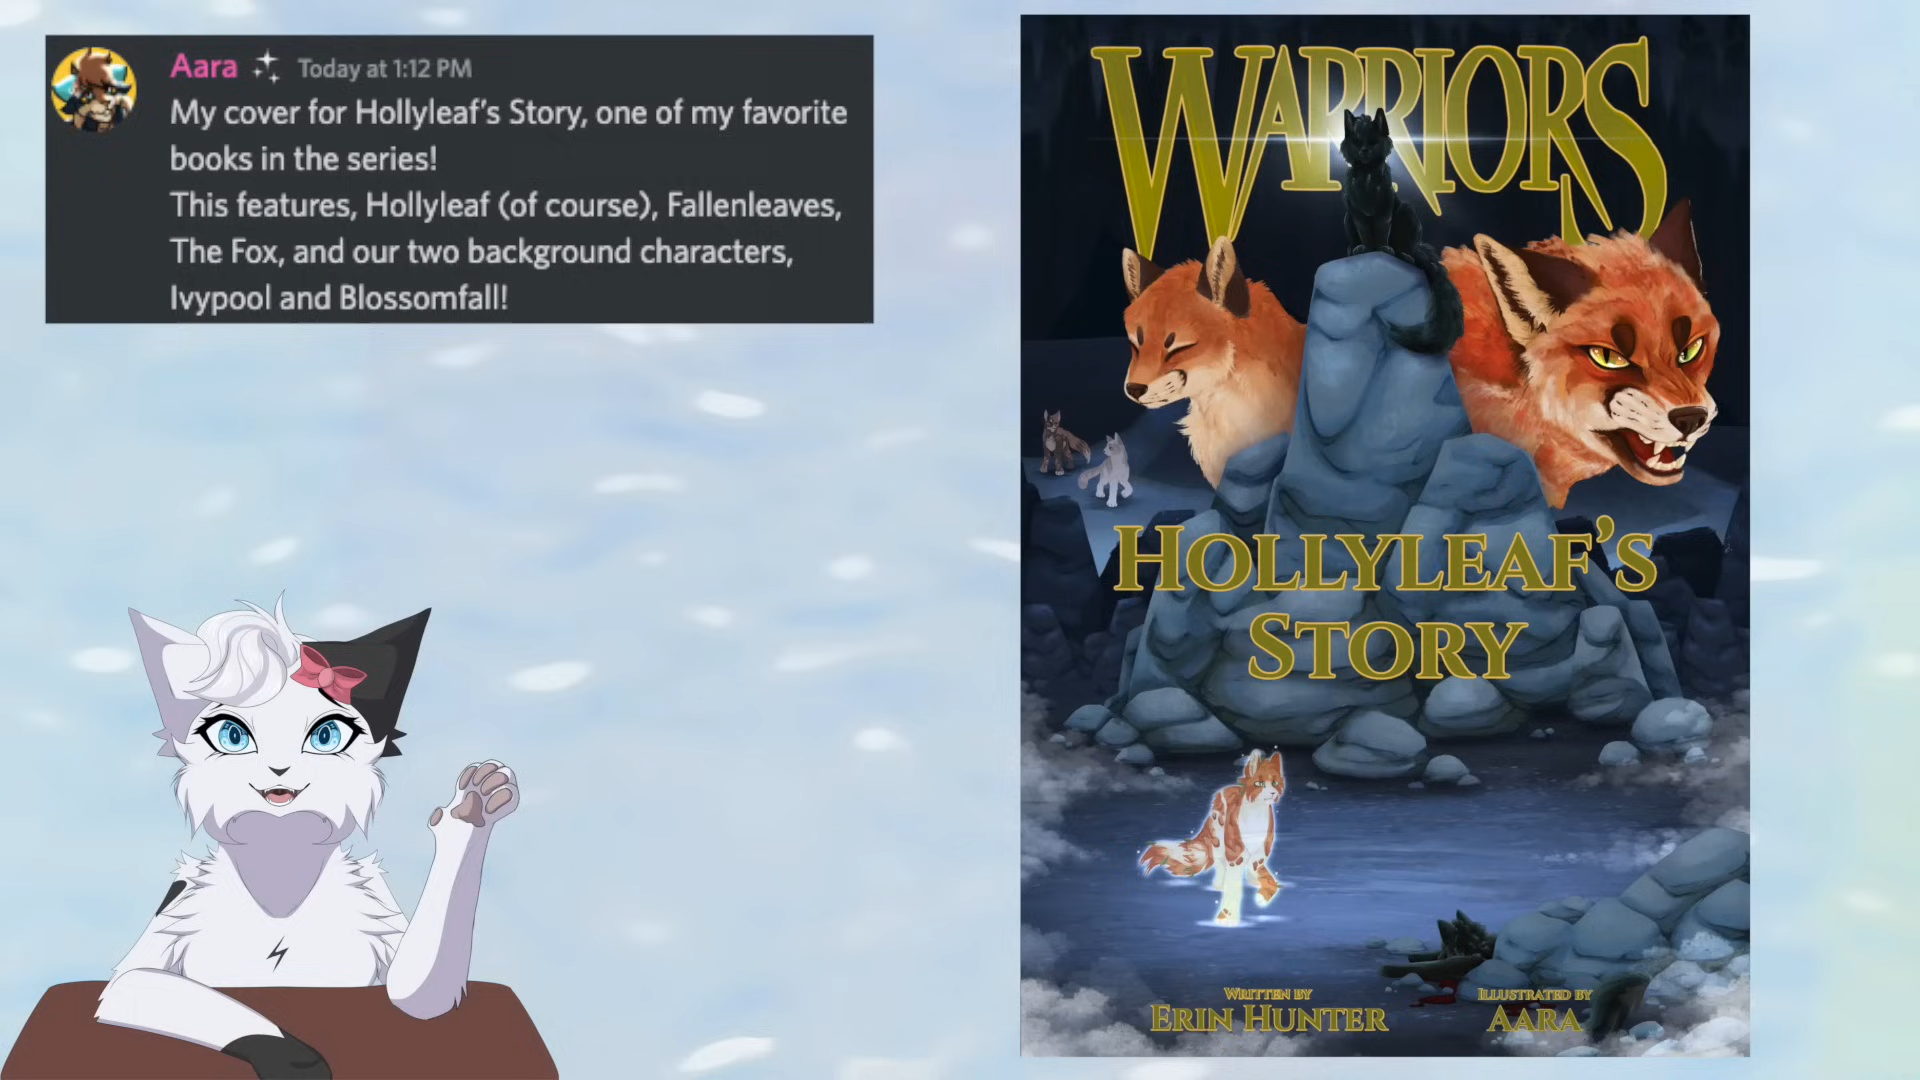 Aara Today at 1:12 PM
My cover for Hollyleaf's Story, one of my favorite
books in the series!
This features, Hollyleaf (of course), Fallenleaves,
The Fox, and our two background characters,
Ivypool and Blossomfall!
WARRIORS
HOLLYLEAF'S
STORY
WRITTEN BY
ERIN HUNTER
ILLUSTRATED BY
AARA